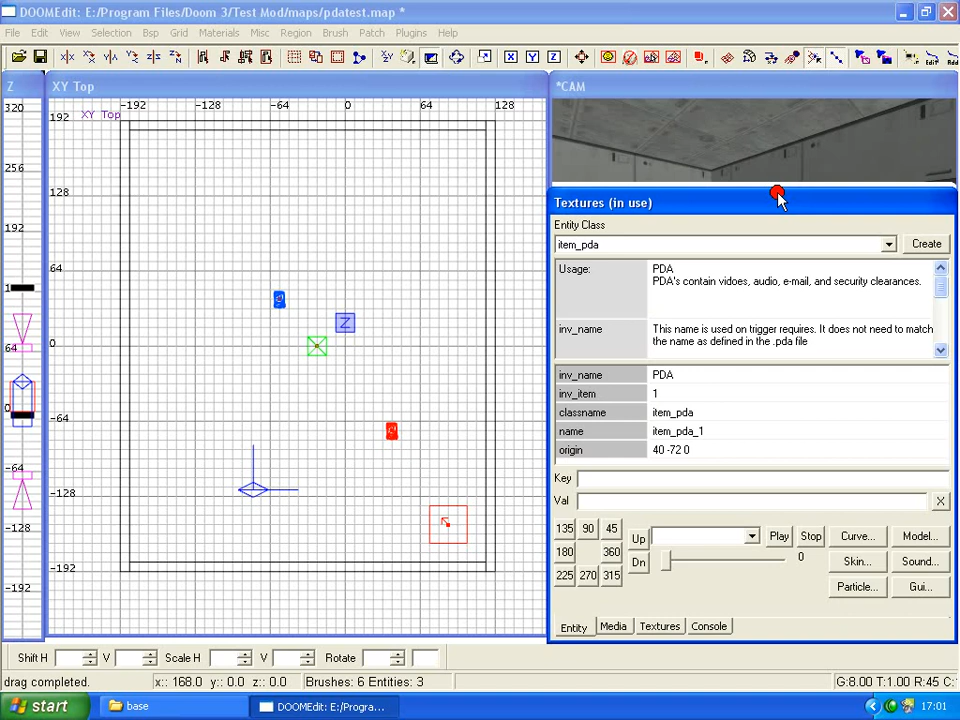 DOOMEdit: E:/Program Files/Doom 3/Test Mod/maps/pdatest.map *
File Edit View Selection Bsp Grid Materials Misc Region Brush Patch Plugins Help
X Y Z
Z
XY Top
*CAM
320
256
192
64
0
-64
-128
-192
-192 -128 -64 0 64 128
XY Top
192
128
64
0
-64
-128
-192
Z
Textures (in use)
Entity Class
item_pda
Create
Usage: PDA
PDA's contain vidoes, audio, e-mail, and security clearances.
inv_name This name is used on trigger requires. It does not need to match
the name as defined in the .pda file
inv_name PDA
inv_item 1
classname item_pda
name item_pda_1
origin 40 -72 0
Key
Val X
135 90 45 Up Play Stop Curve... Model...
180 360 Dn 0 Skin... Sound...
225 270 315 Particle... Gui...
Entity Media Textures Console
Shift H V Scale H V Rotate
drag completed. x:: 168.0 y:: 0.0 z:: 0.0 Brushes: 6 Entities: 3 G:8.00 T:1.00 R:45 C
start base DOOMEdit: E:/Progra... 17:01